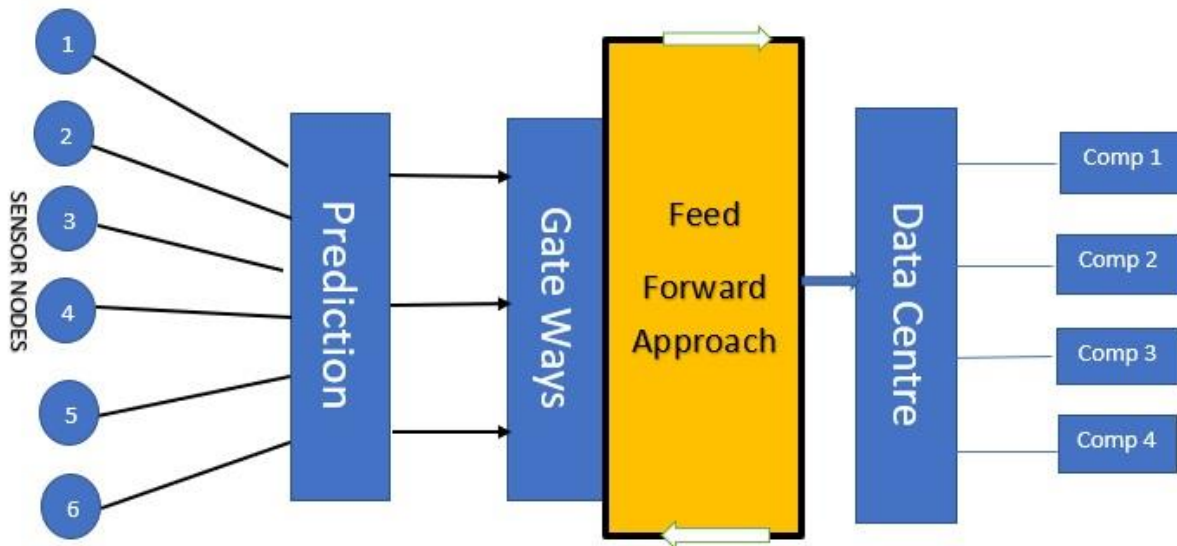 SENSOR NODES
1
2
3
4
5
6
Prediction
Gate Ways
Feed
Forward
Approach
Data Centre
Comp 1
Comp 2
Comp 3
Comp 4